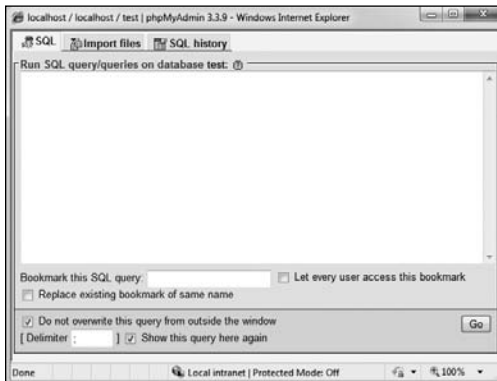 localhost / localhost / test | phpMyAdmin 3.3.9 - Windows Internet Explorer
SQL Import files SQL history
Run SQL query/queries on database test:
Bookmark this SQL query: Let every user access this bookmark
Replace existing bookmark of same name
Do not overwrite this query from outside the window
Go
[ Delimiter ; ] Show this query here again
Done Local intranet | Protected Mode: Off 100%